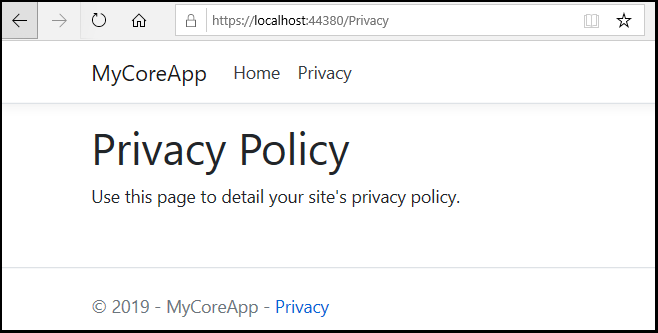 https://localhost:44380/Privacy
MyCoreApp Home Privacy
Privacy Policy
Use this page to detail your site's privacy policy.
© 2019 - MyCoreApp - Privacy